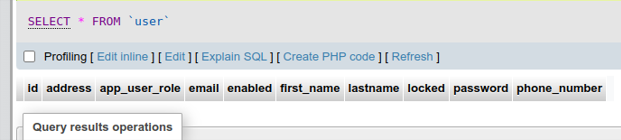 SELECT * FROM `user`
Profiling [ Edit inline ] [ Edit ] [ Explain SQL ] [ Create PHP code ] [ Refresh ]
id address app_user_role email enabled first_name lastname locked password phone_number
Query results operations